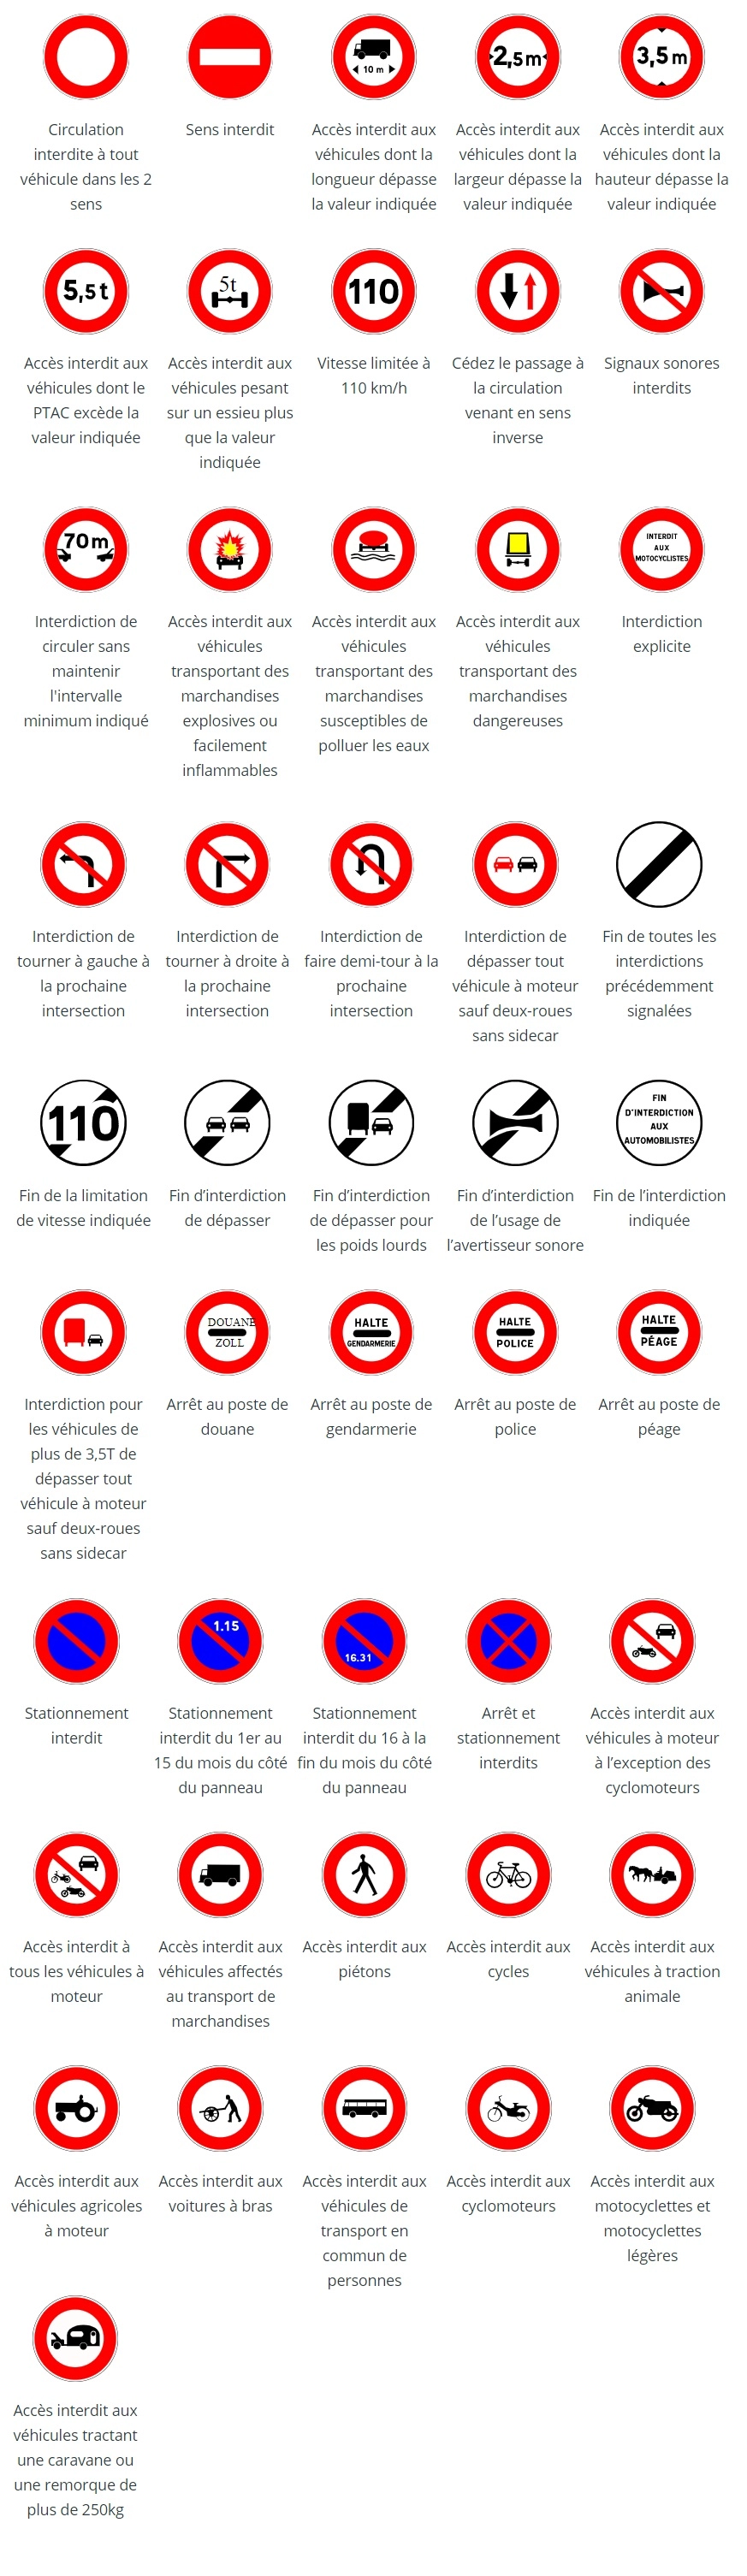 10 m
2,5m
3,5m
Circulation
interdite à tout
véhicule dans les 2
sens
Sens interdit
Accès interdit aux
véhicules dont la
longueur dépasse
la valeur indiquée
Accès interdit aux
véhicules dont la
largeur dépasse la
valeur indiquée
Accès interdit aux
véhicules dont la
hauteur dépasse la
valeur indiquée
5,5t
5t
110
Accès interdit aux
véhicules dont le
PTAC excède la
valeur indiquée
Accès interdit aux
véhicules pesant
sur un essieu plus
que la valeur
indiquée
Vitesse limitée à
110 km/h
Cédez le passage à
la circulation
venant en sens
inverse
Signaux sonores
interdits
70m
INTERDIT
AUX
MOTOCYCLISTES
Interdiction de
circuler sans
maintenir
l'intervalle
minimum indiqué
Accès interdit aux
véhicules
transportant des
marchandises
explosives ou
facilement
inflammables
Accès interdit aux
véhicules
transportant des
marchandises
susceptibles de
polluer les eaux
Accès interdit aux
véhicules
transportant des
marchandises
dangereuses
Interdiction
explicite
Interdiction de
tourner à gauche à
la prochaine
intersection
Interdiction de
tourner à droite à
la prochaine
intersection
Interdiction de
faire demi-tour à la
prochaine
intersection
Interdiction de
dépasser tout
véhicule à moteur
sauf deux-roues
sans sidecar
Fin de toutes les
interdictions
précédemment
signalées
110
FIN
D'INTERDICTION
AUX
AUTOMOBILISTES
Fin de la limitation
de vitesse indiquée
Fin d’interdiction
de dépasser
Fin d’interdiction
de dépasser pour
les poids lourds
Fin d’interdiction
de l’usage de
l’avertisseur sonore
Fin de l’interdiction
indiquée
DOUANE
ZOLL
HALTE
GENDARMERIE
HALTE
POLICE
HALTE
PÉAGE
Interdiction pour
les véhicules de
plus de 3,5T de
dépasser tout
véhicule à moteur
sauf deux-roues
sans sidecar
Arrêt au poste de
douane
Arrêt au poste de
gendarmerie
Arrêt au poste de
police
Arrêt au poste de
péage
1.15
16.31
Stationnement
interdit
Stationnement
interdit du 1er au
15 du mois du côté
du panneau
Stationnement
interdit du 16 à la
fin du mois du côté
du panneau
Arrêt et
stationnement
interdits
Accès interdit aux
véhicules à moteur
à l’exception des
cyclomoteurs
Accès interdit à
tous les véhicules à
moteur
Accès interdit aux
véhicules affectés
au transport de
marchandises
Accès interdit aux
piétons
Accès interdit aux
cycles
Accès interdit aux
véhicules à traction
animale
Accès interdit aux
véhicules agricoles
à moteur
Accès interdit aux
voitures à bras
Accès interdit aux
véhicules de
transport en
commun de
personnes
Accès interdit aux
cyclomoteurs
Accès interdit aux
motocyclettes et
motocyclettes
légères
Accès interdit aux
véhicules tractant
une caravane ou
une remorque de
plus de 250kg